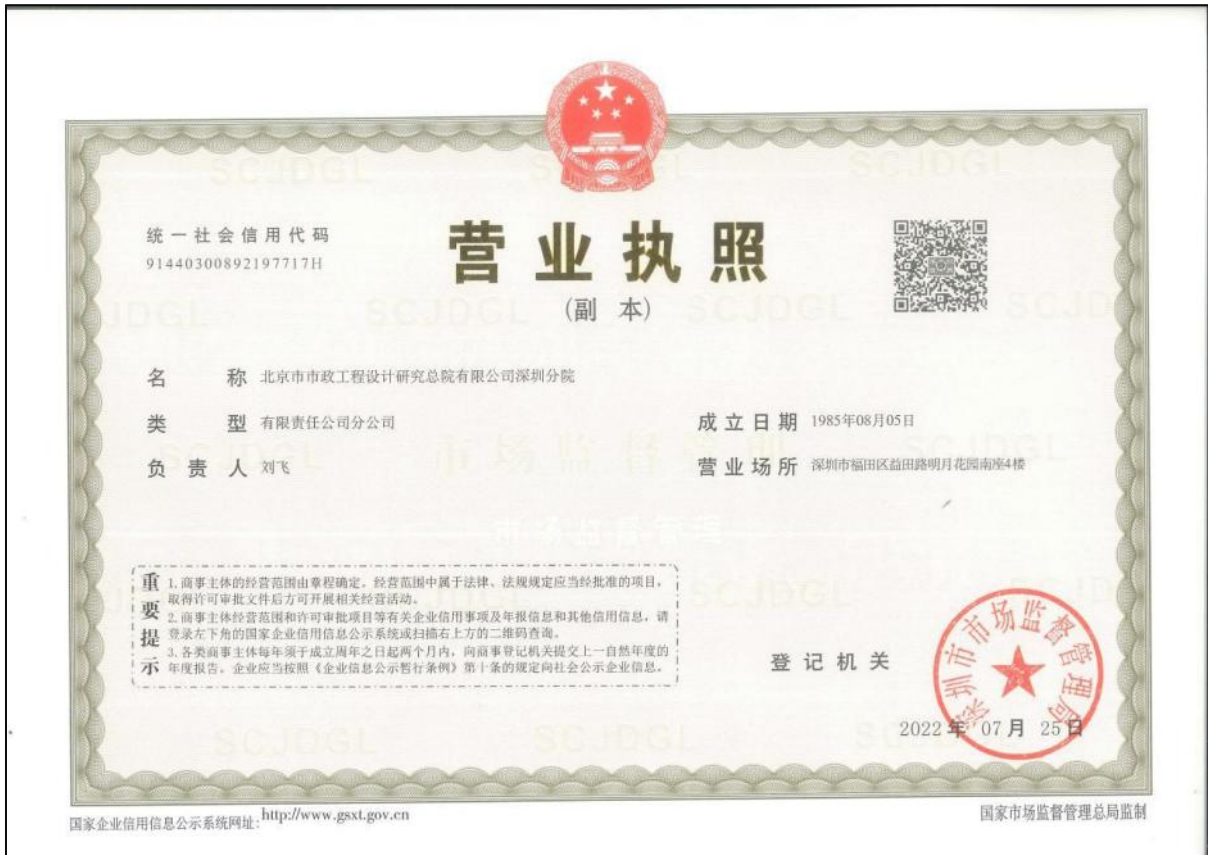 统一社会信用代码
91440300892197717H
营业执照
(副 本)
名 称 北京市市政工程设计研究总院有限公司深圳分院
类 型 有限责任公司分公司
成立日期 1985年08月05日
负责人 刘飞
营业场所 深圳市福田区益田路明月花园南座4楼
重要提示
1.商事主体的经营范围由章程确定。经营范围中属于法律、法规规定应当经批准的项目,
取得许可审批文件后方可开展相关经营活动。
2.商事主体经营范围和许可审批项目等有关企业信用事项及年报信息和其他信用信息,请
登录左下角的国家企业信用信息公示系统或扫描右上方的二维码查询。
3.各类商事主体每年须于成立周年之日起两个月内,向商事登记机关提交上一自然年度的
年度报告。企业应当按照《企业信息公示暂行条例》第十条的规定向社会公示企业信息。
登记机关
深圳市市场监督管理局
2022年07月25日
国家企业信用信息公示系统网址:http://www.gsxt.gov.cn
国家市场监督管理总局监制
SCJDGL
SCJDGL
SCJDGL
SCJDGL
市场监督管理
SCJDGL
SCJDGL
SCJDGL